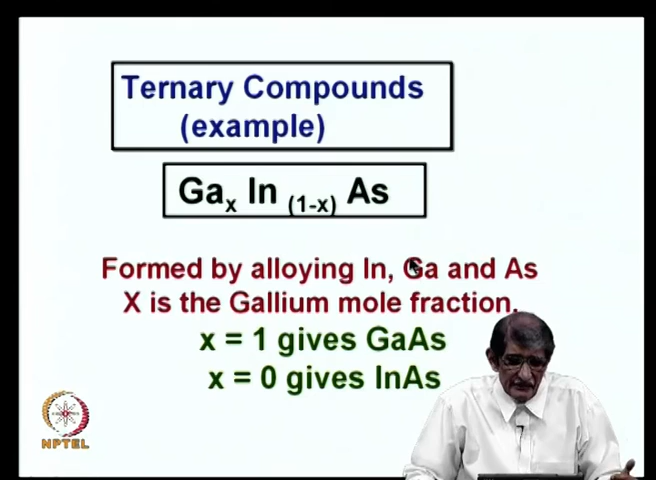 Ternary Compounds
(example)
Gaₓ In ₍₁₋ₓ₎ As
Formed by alloying In, Ga and As
X is the Gallium mole fraction.
x = 1 gives GaAs
x = 0 gives InAs
NPTEL